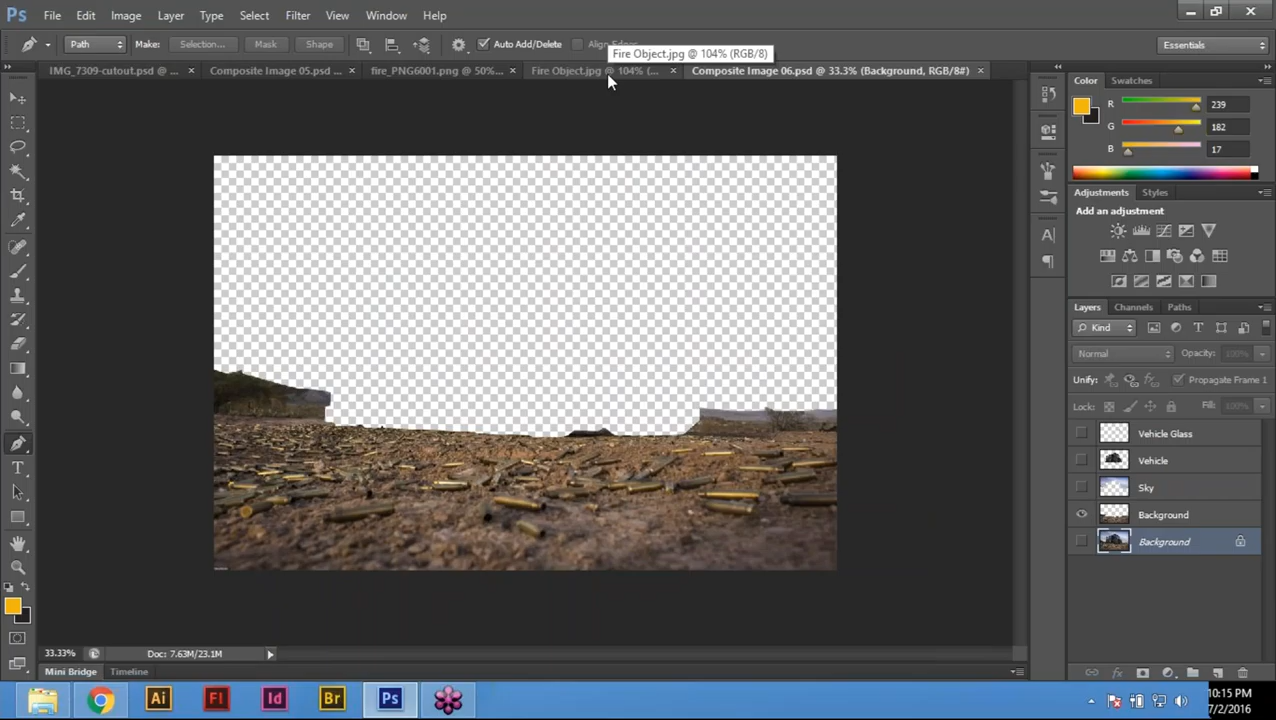 Ps File Edit Image Layer Type Select Filter View Window Help
Path Make: Selection... Mask Shape Auto Add/Delete Align Edges Essentials
Fire Object.jpg @ 104% (RGB/8)
IMG_7309-cutout.psd @ ... × Composite Image 05.psd ... × fire_PNG6001.png @ 50%... × Fire Object.jpg @ 104% (... × Composite Image 06.psd @ 33.3% (Background, RGB/8#) ×
Color Swatches
R 239
G 182
B 17
Adjustments Styles
Add an adjustment
Layers Channels Paths
Kind
Normal Opacity: 100%
Unify: Propagate Frame 1
Lock: Fill: 100%
Vehicle Glass
Vehicle
Sky
Background
Background
33.33% Doc: 7.63M/23.1M
Mini Bridge Timeline
Ai Fl Id Br Ps
10:15 PM
7/2/2016